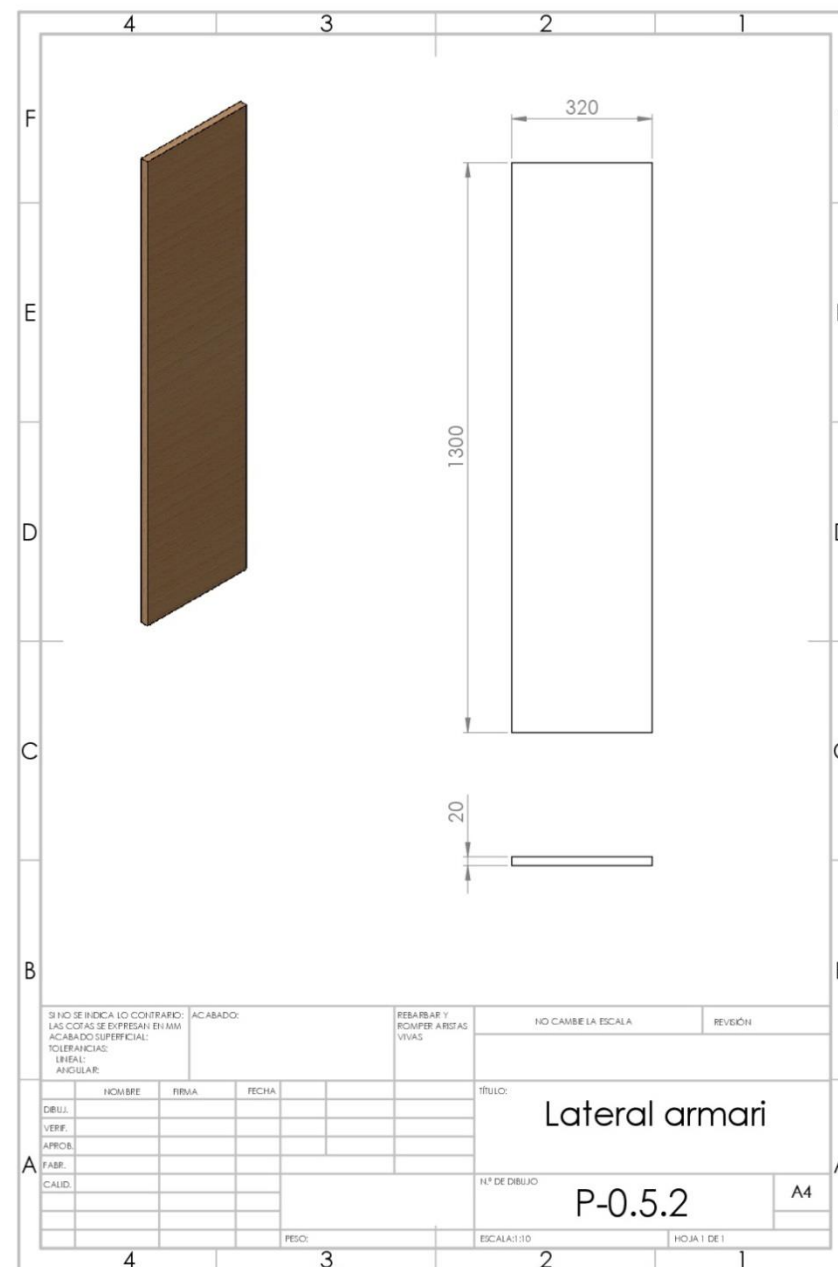 4 3 2 1
F
320
E
1300
D
C
20
B
SI NO SE INDICA LO CONTRARIO:
LAS COTAS SE EXPRESAN EN MM
ACABADO SUPERFICIAL:
TOLERANCIAS:
LINEAL:
ANGULAR:
ACABADO:
REBARBAR Y
ROMPER ARISTAS
VIVAS
NO CAMBIE LA ESCALA
REVISIÓN
NOMBRE FIRMA FECHA
DIBUJ.
VERIF.
APROB.
FABR.
CALID.
A
TÍTULO:
Lateral armari
N.º DE DIBUJO
P-0.5.2
A4
PESO:
ESCALA:1:10
HOJA 1 DE 1
4 3 2 1